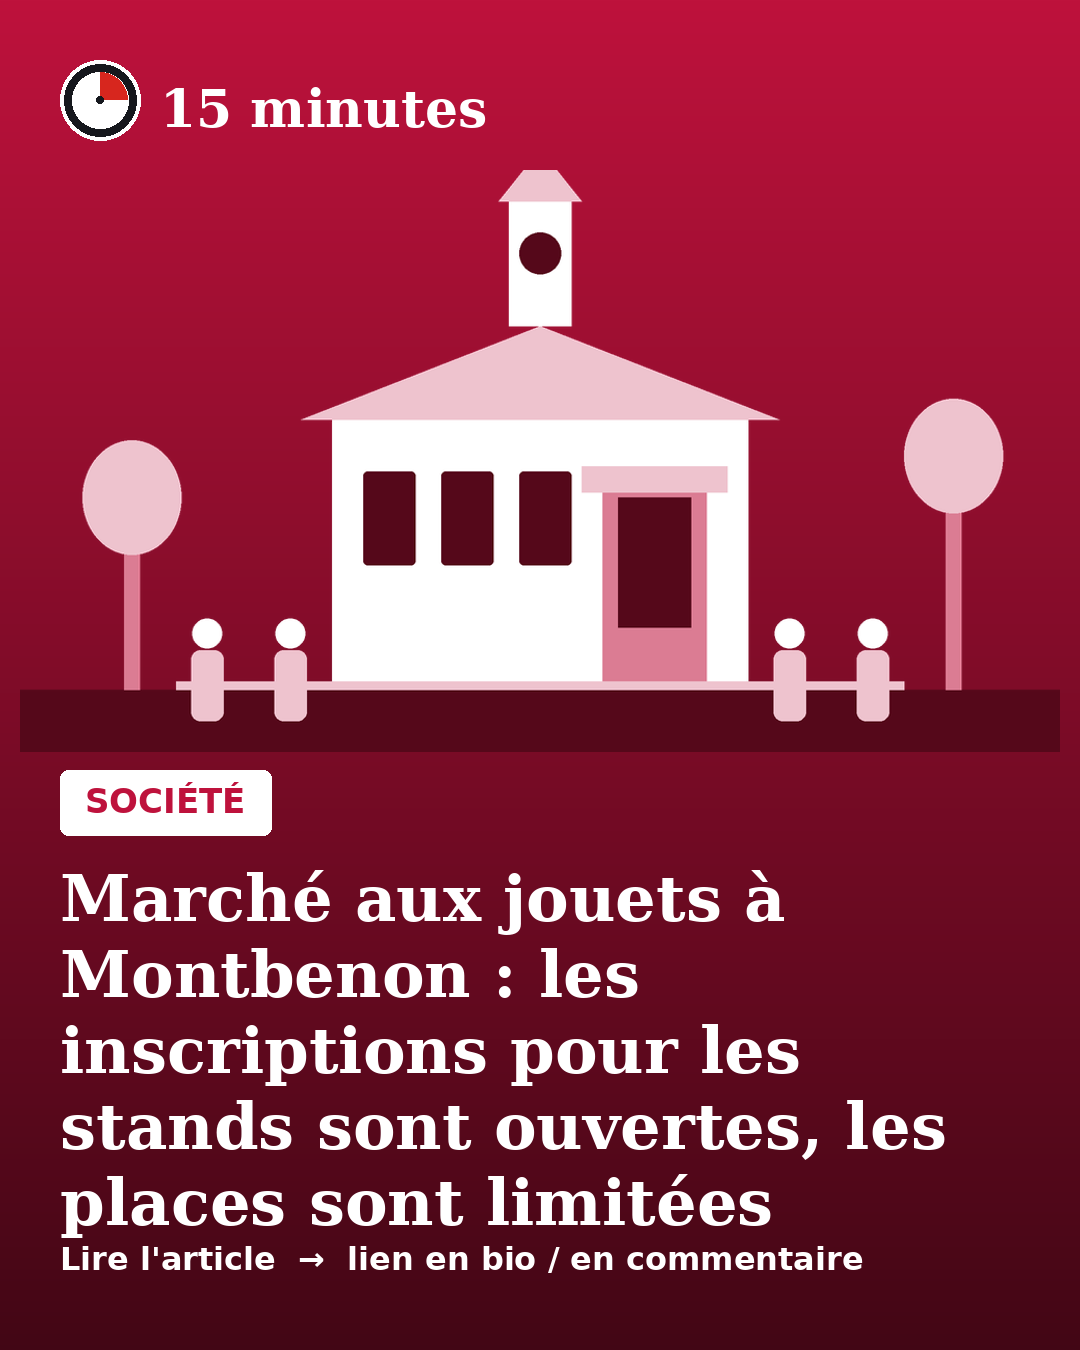 15 minutes
SOCIÉTÉ
Marché aux jouets à
Montbenon : les
inscriptions pour les
stands sont ouvertes, les
places sont limitées
Lire l'article → lien en bio / en commentaire